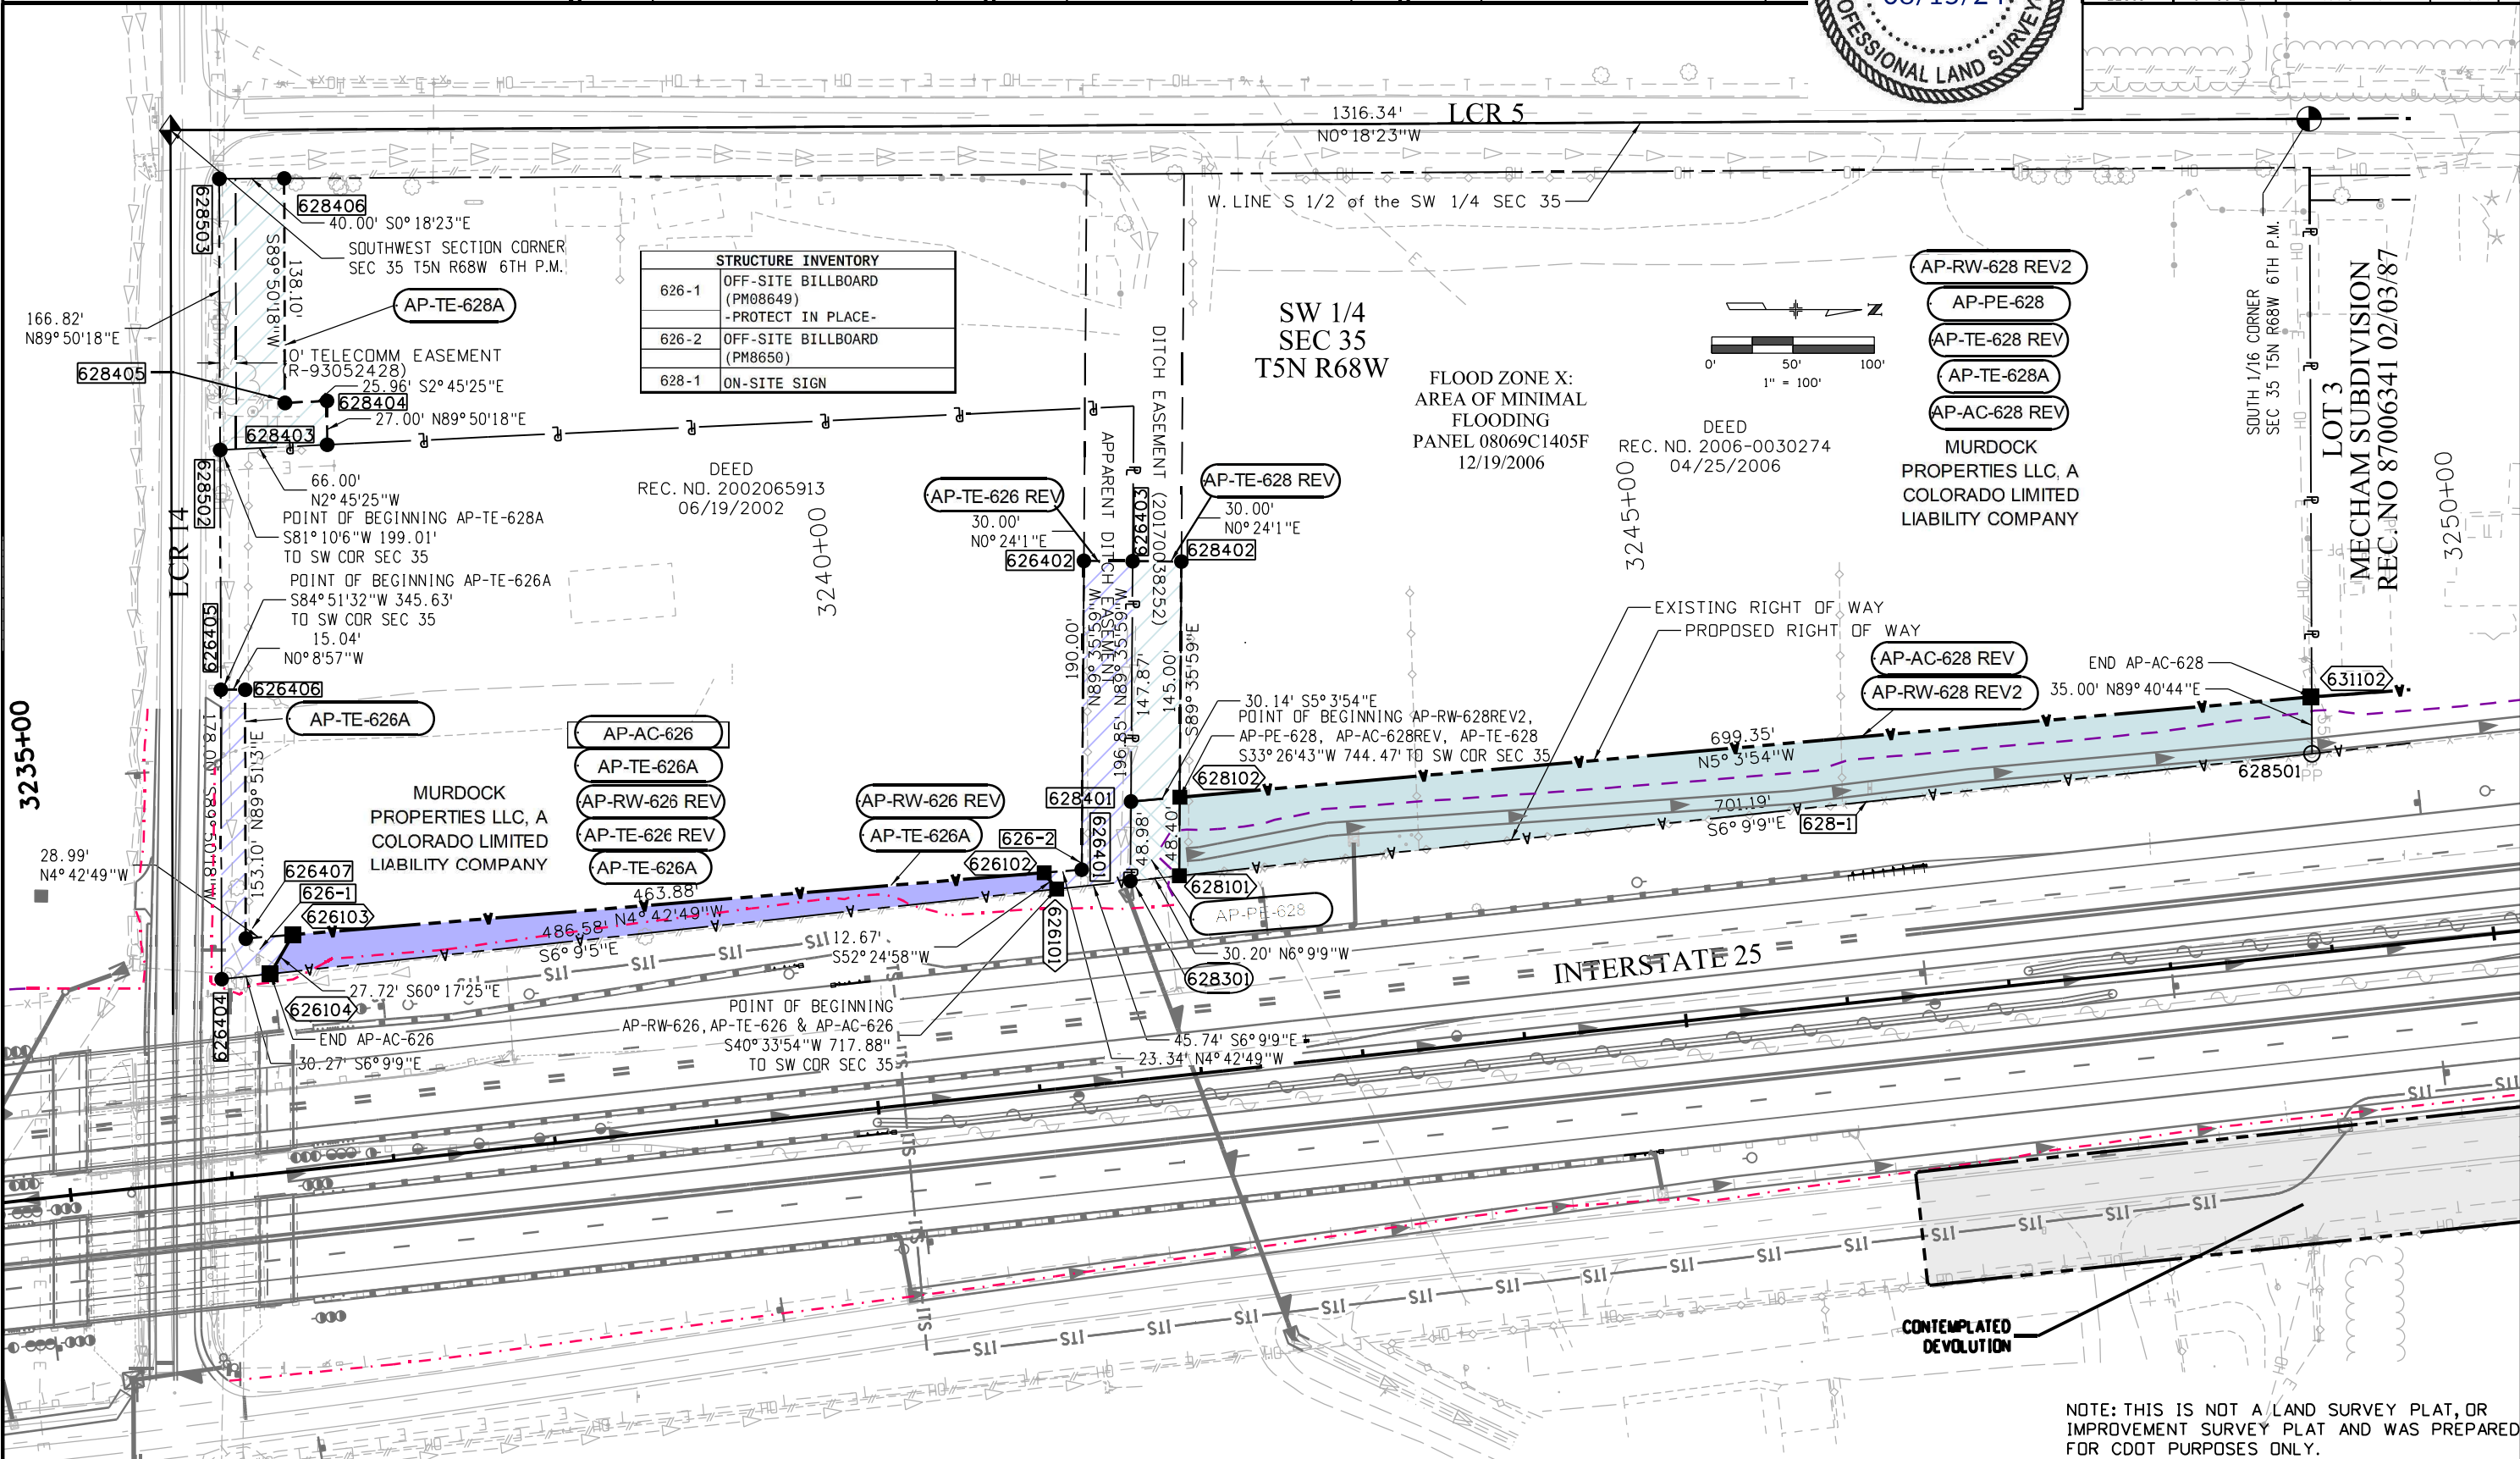 08/15/24
OFESSIONAL LAND SURVEY
1316.34'
N0°18'23"W
LCR 5
W. LINE S 1/2 of the SW 1/4 SEC 35
628503
628406
40.00' S0°18'23"E
SOUTHWEST SECTION CORNER
SEC 35 T5N R68W 6TH P.M.
S89°50'18"W
138.10'
AP-TE-628A
166.82'
N89°50'18"E
628405
10' TELECOMM EASEMENT
(R-93052428)
25.96' S2°45'25"E
628404
27.00' N89°50'18"E
628403
628502
66.00'
N2°45'25"W
POINT OF BEGINNING AP-TE-628A
S81°10'6"W 199.01'
TO SW COR SEC 35
POINT OF BEGINNING AP-TE-626A
S84°51'32"W 345.63'
TO SW COR SEC 35
15.04'
N0°8'57"W
LCR 14
626405
626406
STRUCTURE INVENTORY
626-1
OFF-SITE BILLBOARD
(PM08649)
-PROTECT IN PLACE-
626-2
OFF-SITE BILLBOARD
(PM8650)
628-1
ON-SITE SIGN
DEED
REC. NO. 2002065913
06/19/2002
3240+00
SW 1/4
SEC 35
T5N R68W
FLOOD ZONE X:
AREA OF MINIMAL
FLOODING
PANEL 08069C1405F
12/19/2006
DEED
REC. NO. 2006-0030274
04/25/2006
0' 50' 100'
1" = 100'
N
AP-RW-628 REV2
AP-PE-628
AP-TE-628 REV
AP-TE-628A
AP-AC-628 REV
MURDOCK
PROPERTIES LLC, A
COLORADO LIMITED
LIABILITY COMPANY
SOUTH 1/16 CORNER
SEC 35 T5N R68W 6TH P.M.
LOT 3
MECHAM SUBDIVISION
REC. NO 87006341 02/03/87
3245+00
3250+00
AP-TE-626 REV
30.00'
N0°24'1"E
626402
626403
APPARENT DITCH EASEMENT
DITCH EASEMENT (20170038252)
AP-TE-628 REV
30.00'
N0°24'1"E
628402
190.00'
N89°35'59"W
196.85' N89°35'59"W
147.87'
145.00'
S89°35'59"E
EXISTING RIGHT OF WAY
PROPOSED RIGHT OF WAY
AP-AC-628 REV
AP-RW-628 REV2
END AP-AC-628
35.00' N89°40'44"E
631102
628501
30.14' S5°3'54"E
POINT OF BEGINNING AP-RW-628REV2,
AP-PE-628, AP-AC-628REV, AP-TE-628
S33°26'43"W 744.47' TO SW COR SEC 35
699.35'
N5°3'54"W
701.19'
S6°9'9"E
628-1
628102
628401
626401
48.98'
48.40'
628101
AP-PE-628
30.20' N6°9'9"W
628301
3235+00
178.00' S89°50'18"W
153.10' N89°51'3"E
AP-TE-626A
AP-AC-626
AP-TE-626A
AP-RW-626 REV
AP-TE-626 REV
AP-TE-626A
MURDOCK
PROPERTIES LLC, A
COLORADO LIMITED
LIABILITY COMPANY
AP-RW-626 REV
AP-TE-626A
626-2
626102
626101
28.99'
N4°42'49"W
626407
626-1
626103
463.88'
N4°42'49"W
486.58'
S6°9'5"E
12.67'
S52°24'58"W
27.72' S60°17'25"E
626104
626404
END AP-AC-626
30.27' S6°9'9"E
POINT OF BEGINNING
AP-RW-626, AP-TE-626 & AP-AC-626
S40°33'54"W 717.88"
TO SW COR SEC 35
45.74' S6°9'9"E
23.34' N4°42'49"W
INTERSTATE 25
CONTEMPLATED
DEVOLUTION
NOTE: THIS IS NOT A LAND SURVEY PLAT, OR
IMPROVEMENT SURVEY PLAT AND WAS PREPARED
FOR CDOT PURPOSES ONLY.